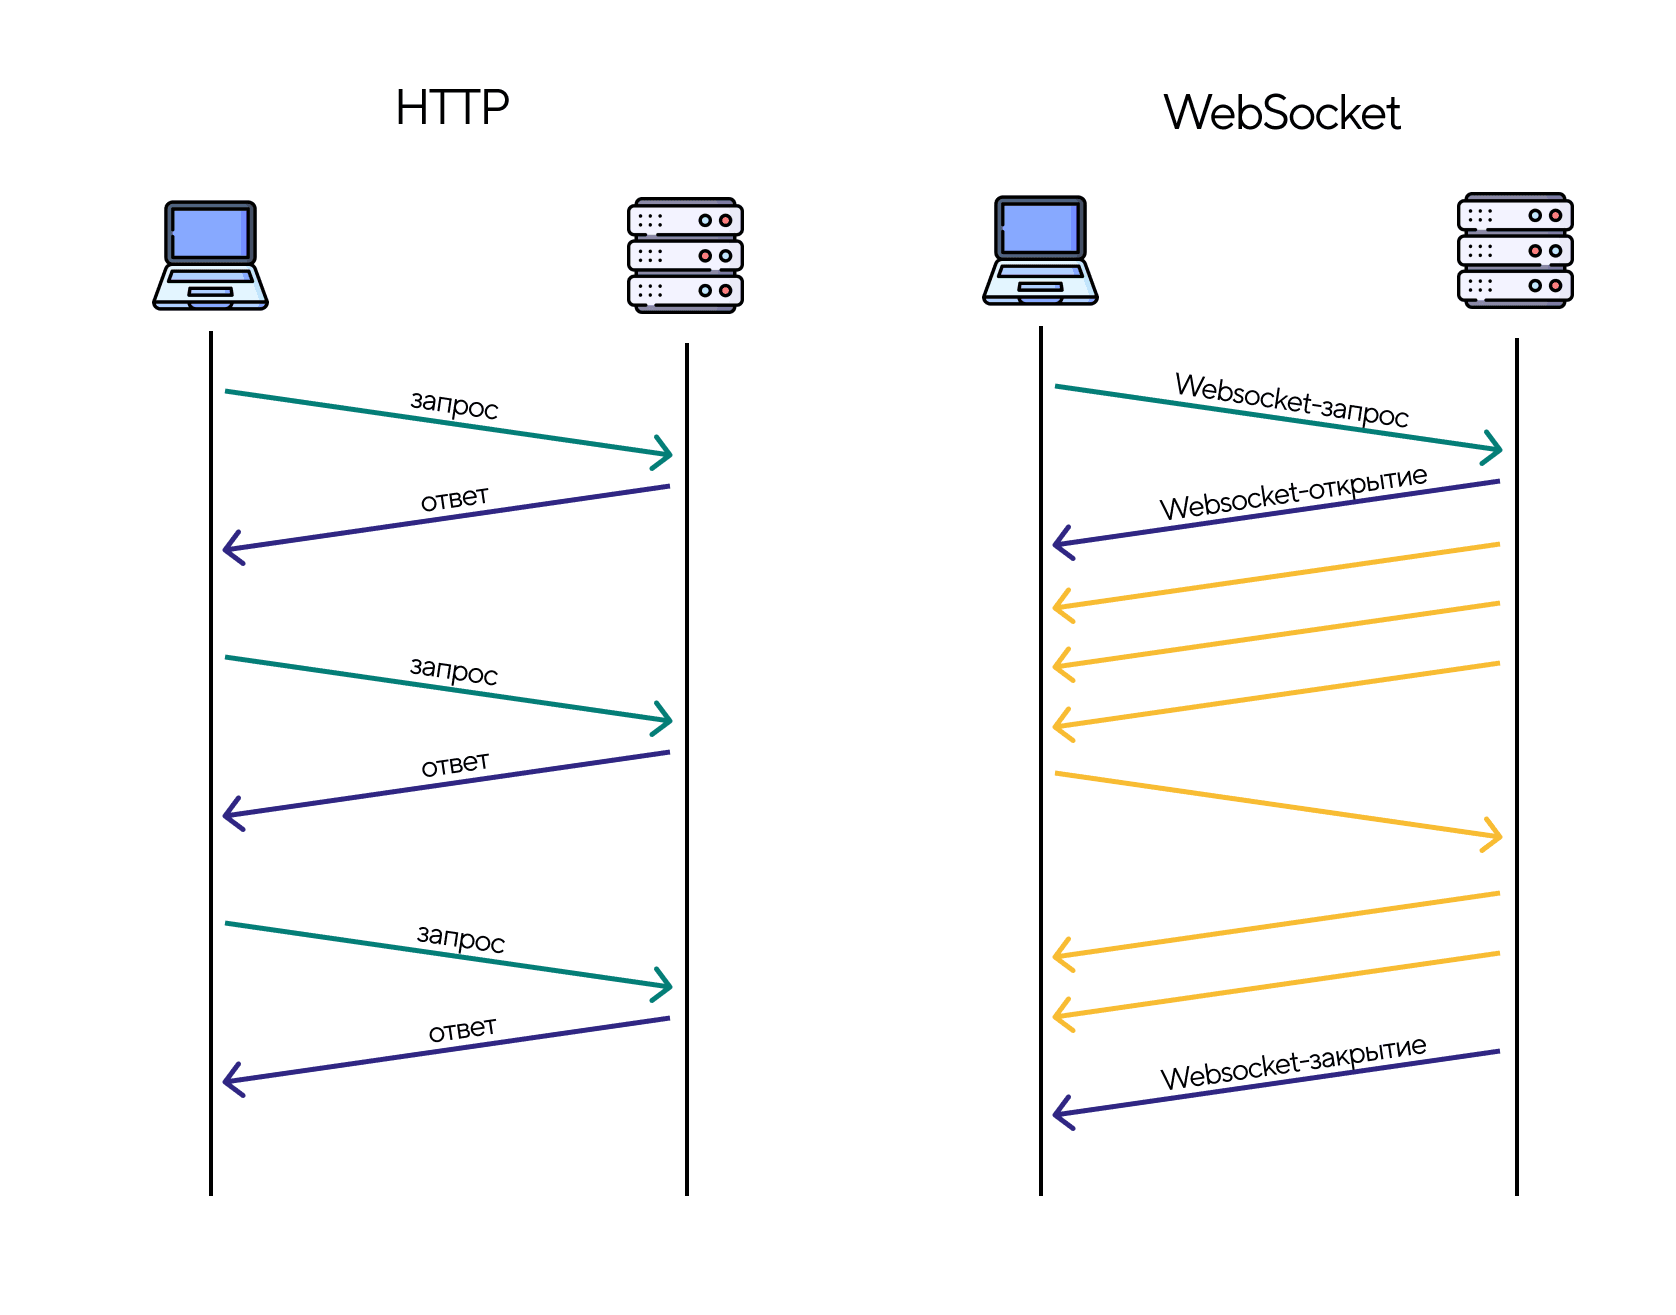 HTTP
запрос
ответ
запрос
ответ
запрос
ответ
WebSocket
Websocket-запрос
Websocket-открытие
Websocket-закрытие